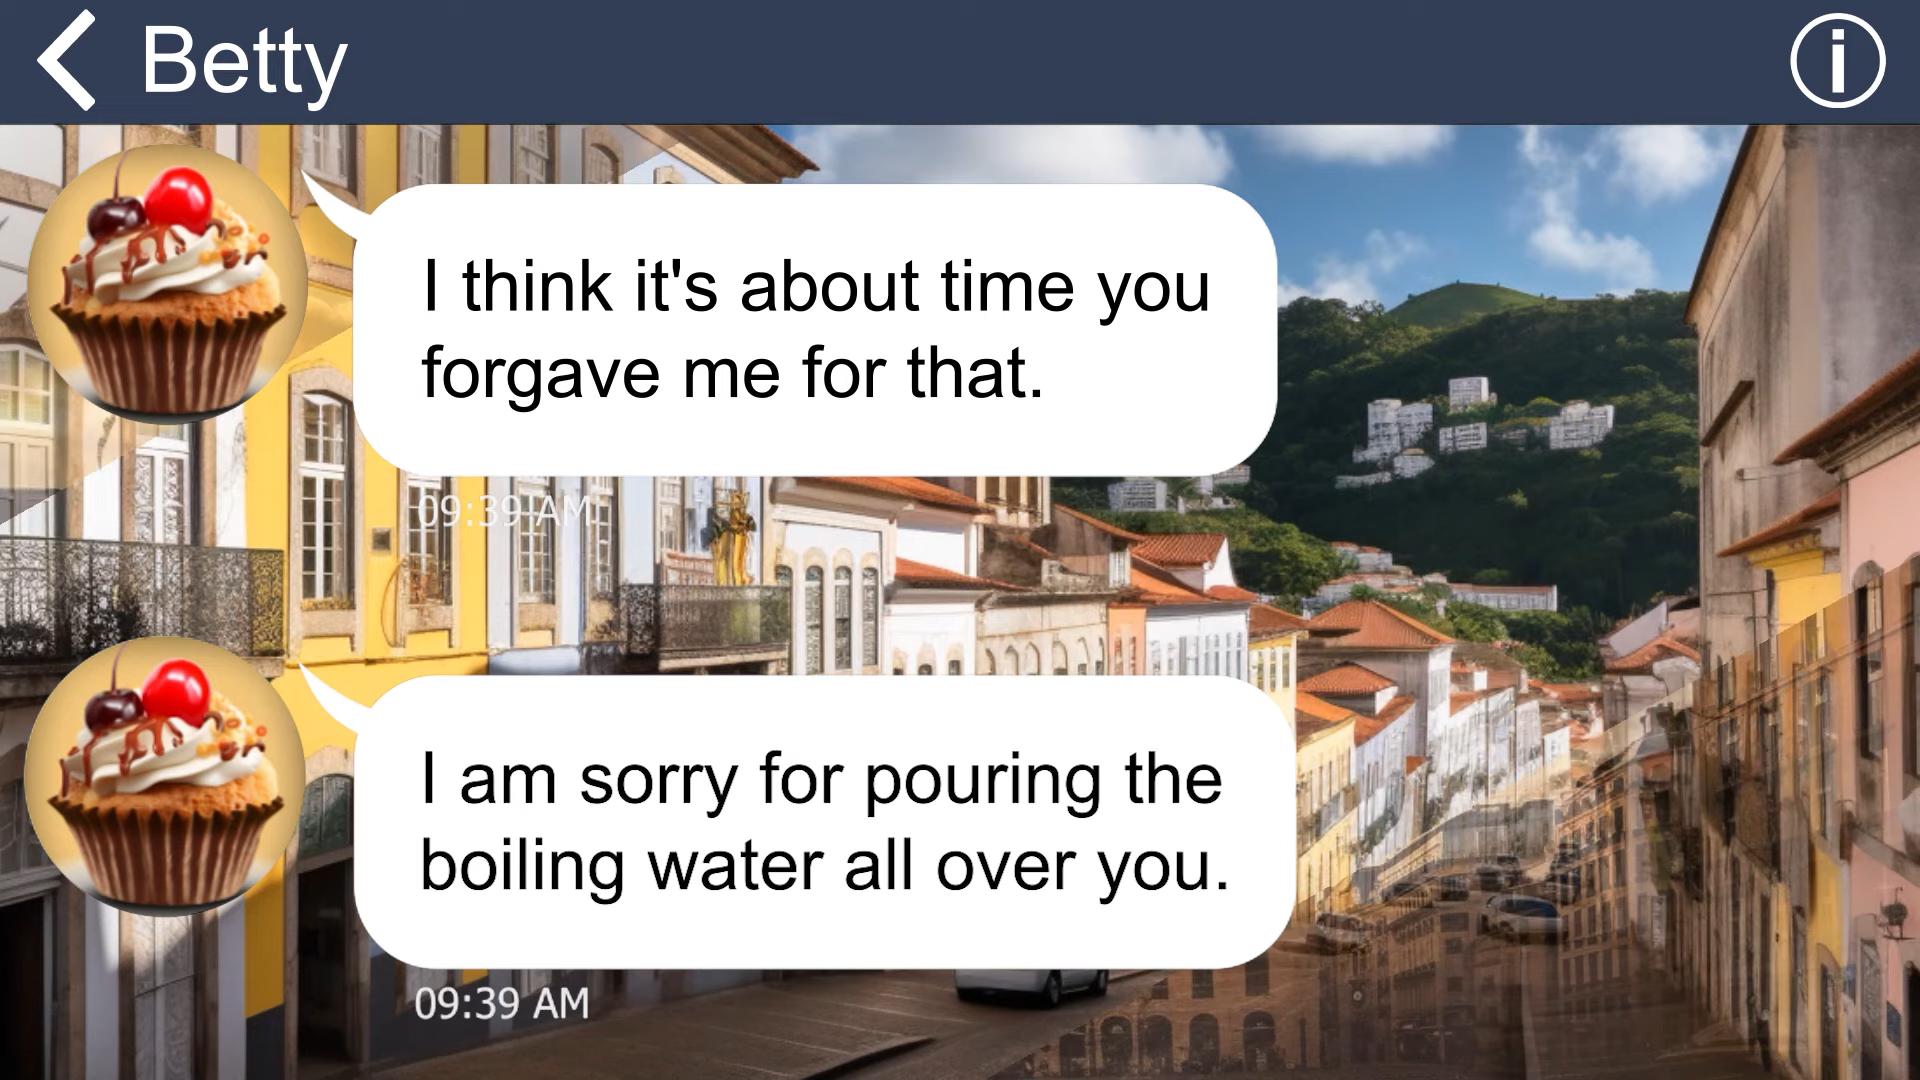 Betty
I think it's about time you
forgave me for that.
09:39 AM
I am sorry for pouring the
boiling water all over you.
09:39 AM